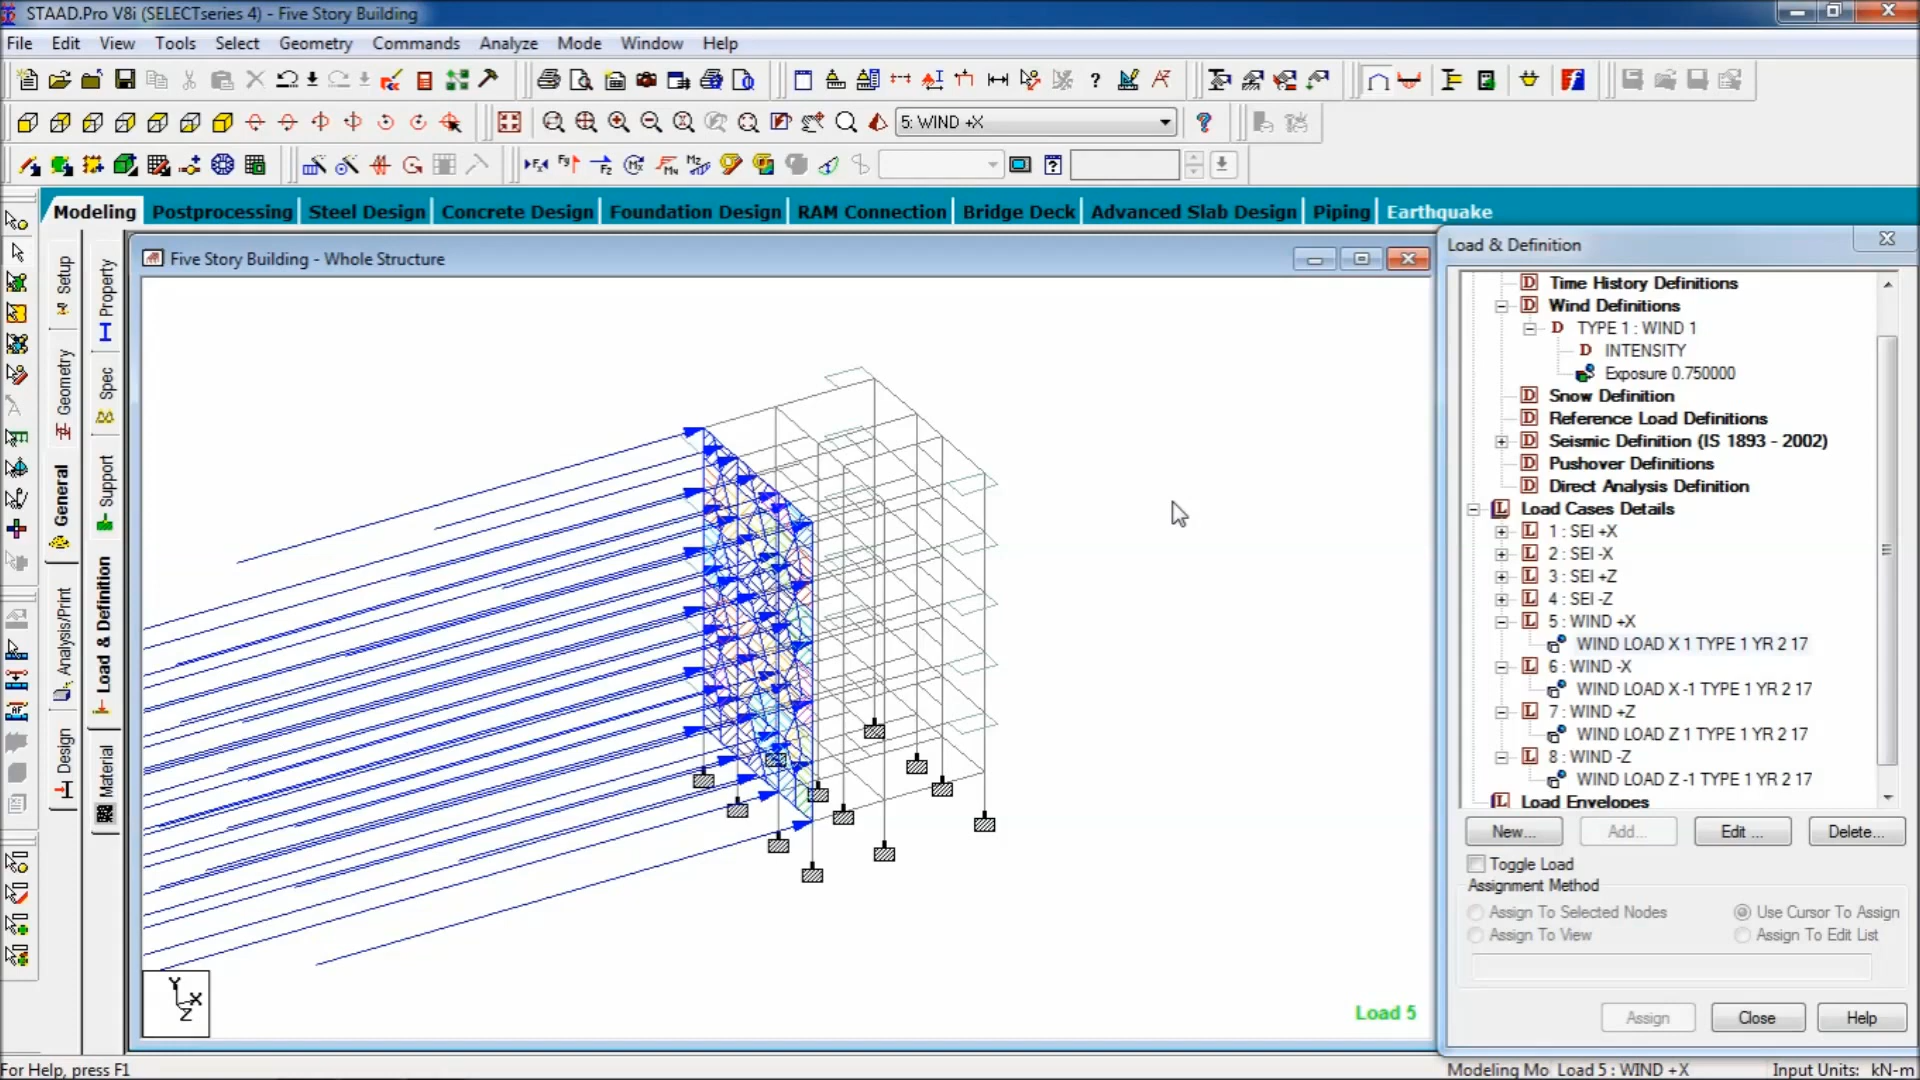 STAAD.Pro V8i (SELECTseries 4) - Five Story Building
File Edit View Tools Select Geometry Commands Analyze Mode Window Help
5: WIND +X
Modeling Postprocessing Steel Design Concrete Design Foundation Design RAM Connection Bridge Deck Advanced Slab Design Piping Earthquake
Setup
Geometry
General
Analysis/Print
Design
Property
Spec
Support
Load & Definition
Material
Five Story Building - Whole Structure
Y
X
Z
Load 5
Load & Definition
Time History Definitions
Wind Definitions
TYPE 1 : WIND 1
INTENSITY
Exposure 0.750000
Snow Definition
Reference Load Definitions
Seismic Definition (IS 1893 - 2002)
Pushover Definitions
Direct Analysis Definition
Load Cases Details
1 : SEI +X
2 : SEI -X
3 : SEI +Z
4 : SEI -Z
5 : WIND +X
WIND LOAD X 1 TYPE 1 YR 2 17
6 : WIND -X
WIND LOAD X -1 TYPE 1 YR 2 17
7 : WIND +Z
WIND LOAD Z 1 TYPE 1 YR 2 17
8 : WIND -Z
WIND LOAD Z -1 TYPE 1 YR 2 17
Load Envelopes
New... Add... Edit ... Delete...
Toggle Load
Assignment Method
Assign To Selected Nodes Use Cursor To Assign
Assign To View Assign To Edit List
Assign Close Help
For Help, press F1 Modeling Mo Load 5 : WIND +X Input Units: kN-m